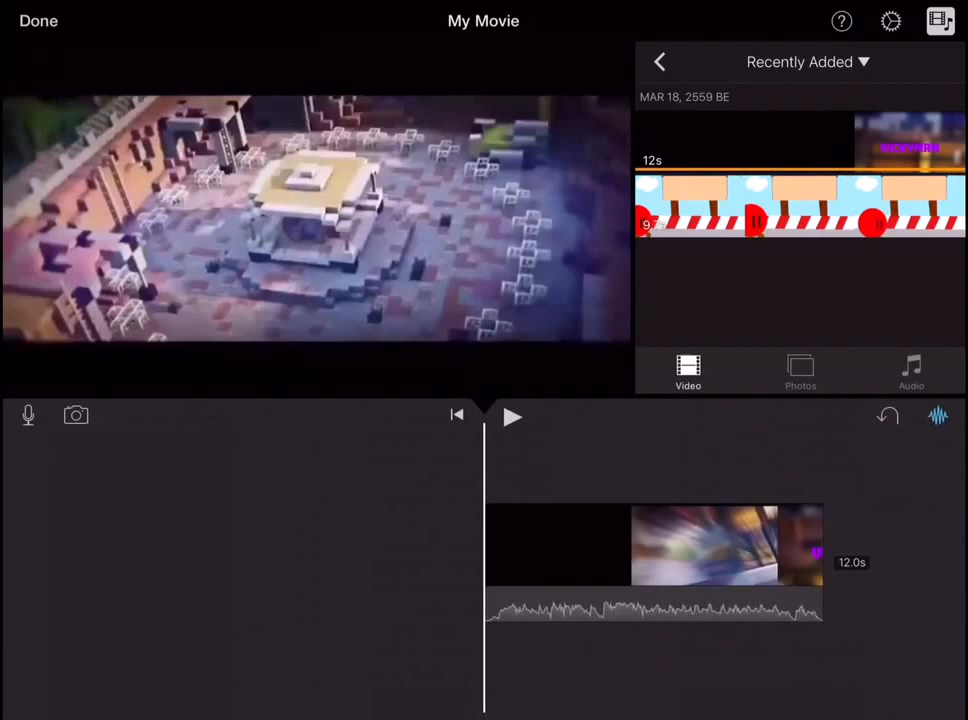 Done
My Movie
?
Recently Added ▼
MAR 18, 2559 BE
12s
Video
Photos
Audio
12.0s